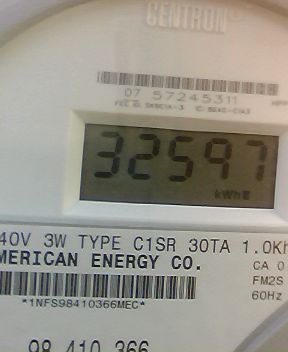 CENTRON®
07 57245311
32597
kWh
40V 3W TYPE C1SR 30TA 1.0Kh
MERICAN ENERGY CO.
CA 0
FM2S
60Hz
*1NFS98410366MEC*
98 410 366